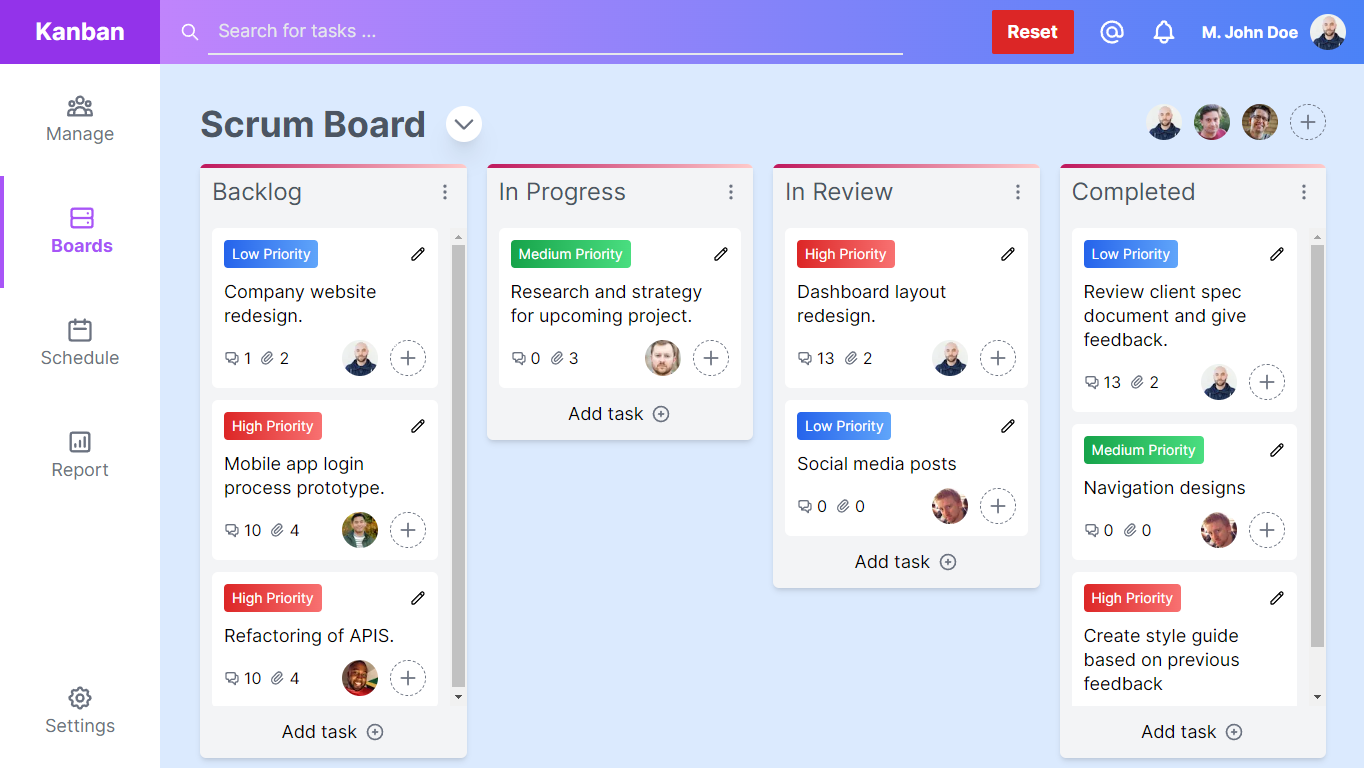 Kanban
Search for tasks ...
Reset
M. John Doe
Manage
Boards
Schedule
Report
Settings
Scrum Board
Backlog
Low Priority
Company website
redesign.
1 2
High Priority
Mobile app login
process prototype.
10 4
High Priority
Refactoring of APIS.
10 4
Add task
In Progress
Medium Priority
Research and strategy
for upcoming project.
0 3
Add task
In Review
High Priority
Dashboard layout
redesign.
13 2
Low Priority
Social media posts
0 0
Add task
Completed
Low Priority
Review client spec
document and give
feedback.
13 2
Medium Priority
Navigation designs
0 0
High Priority
Create style guide
based on previous
feedback
Add task